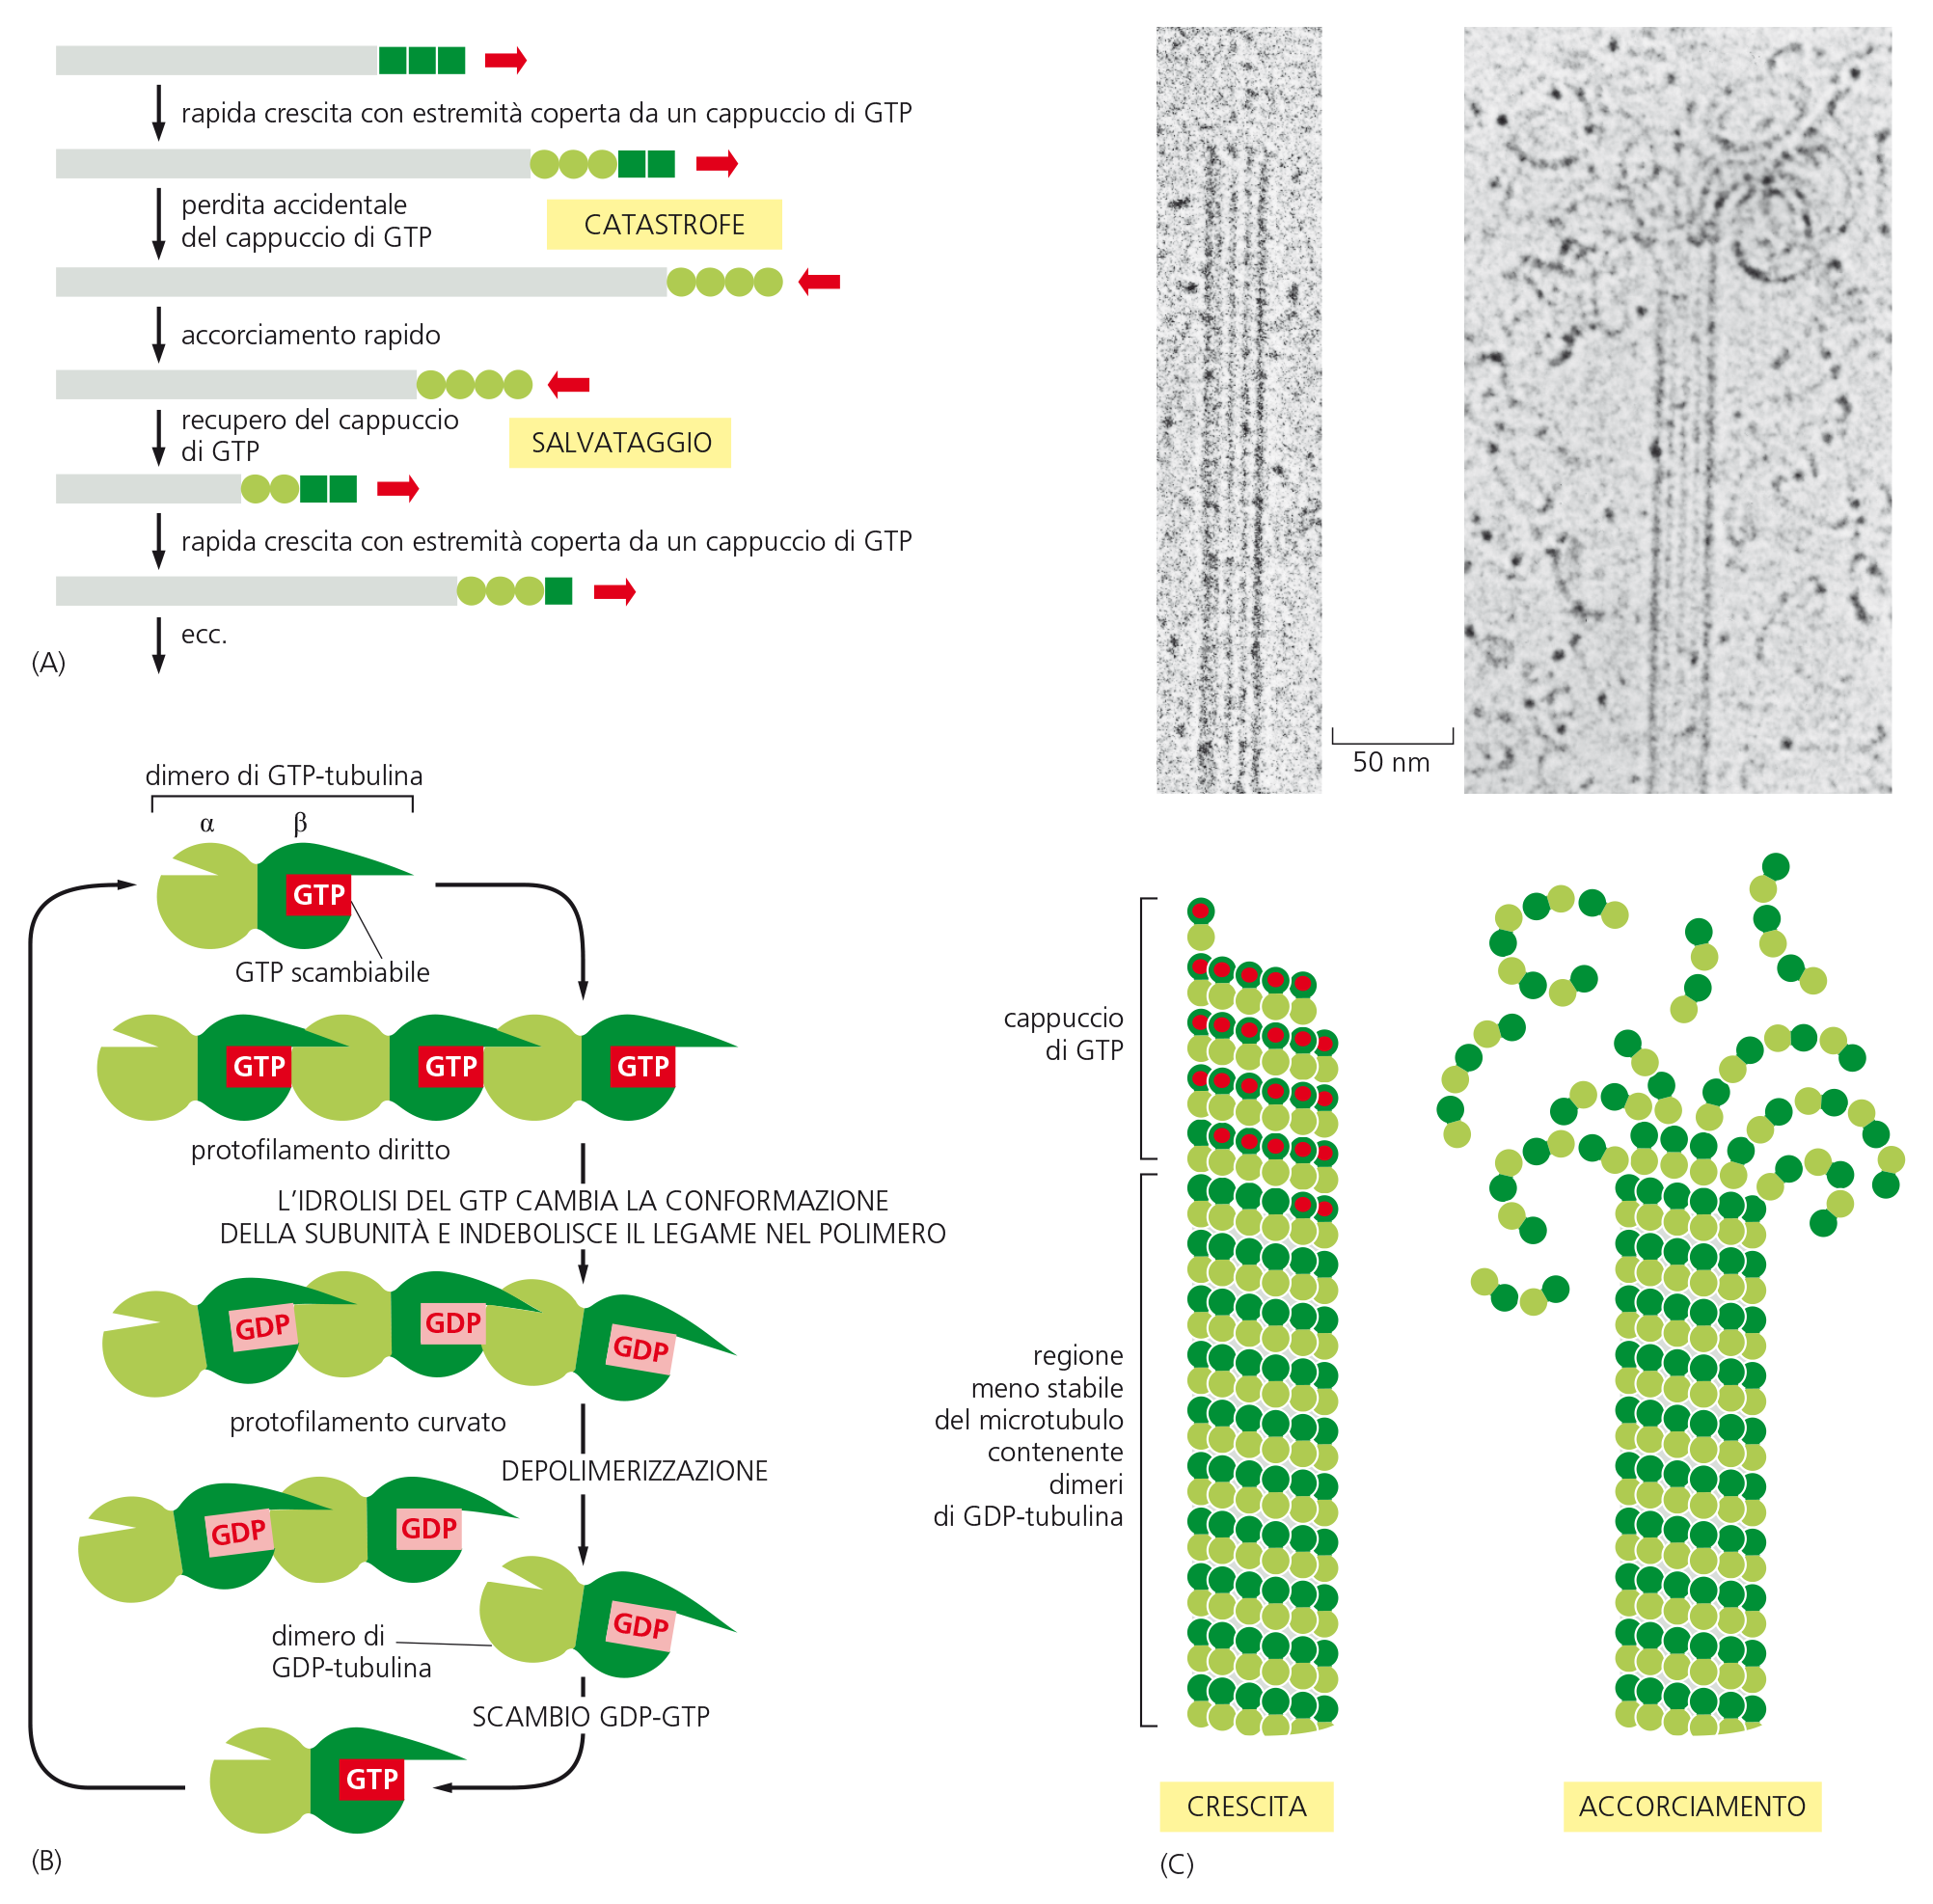 rapida crescita con estremità coperta da un cappuccio di GTP
perdita accidentale
del cappuccio di GTP
CATASTROFE
accorciamento rapido
recupero del cappuccio
di GTP
SALVATAGGIO
rapida crescita con estremità coperta da un cappuccio di GTP
ecc.
(A)
50 nm
dimero di GTP-tubulina
α
β
GTP
GTP scambiabile
GTP
GTP
GTP
protofilamento diritto
L’IDROLISI DEL GTP CAMBIA LA CONFORMAZIONE
DELLA SUBUNITÀ E INDEBOLISCE IL LEGAME NEL POLIMERO
GDP
GDP
GDP
protofilamento curvato
DEPOLIMERIZZAZIONE
GDP
GDP
GDP
dimero di
GDP-tubulina
SCAMBIO GDP-GTP
GTP
(B)
cappuccio
di GTP
regione
meno stabile
del microtubulo
contenente
dimeri
di GDP-tubulina
CRESCITA
ACCORCIAMENTO
(C)